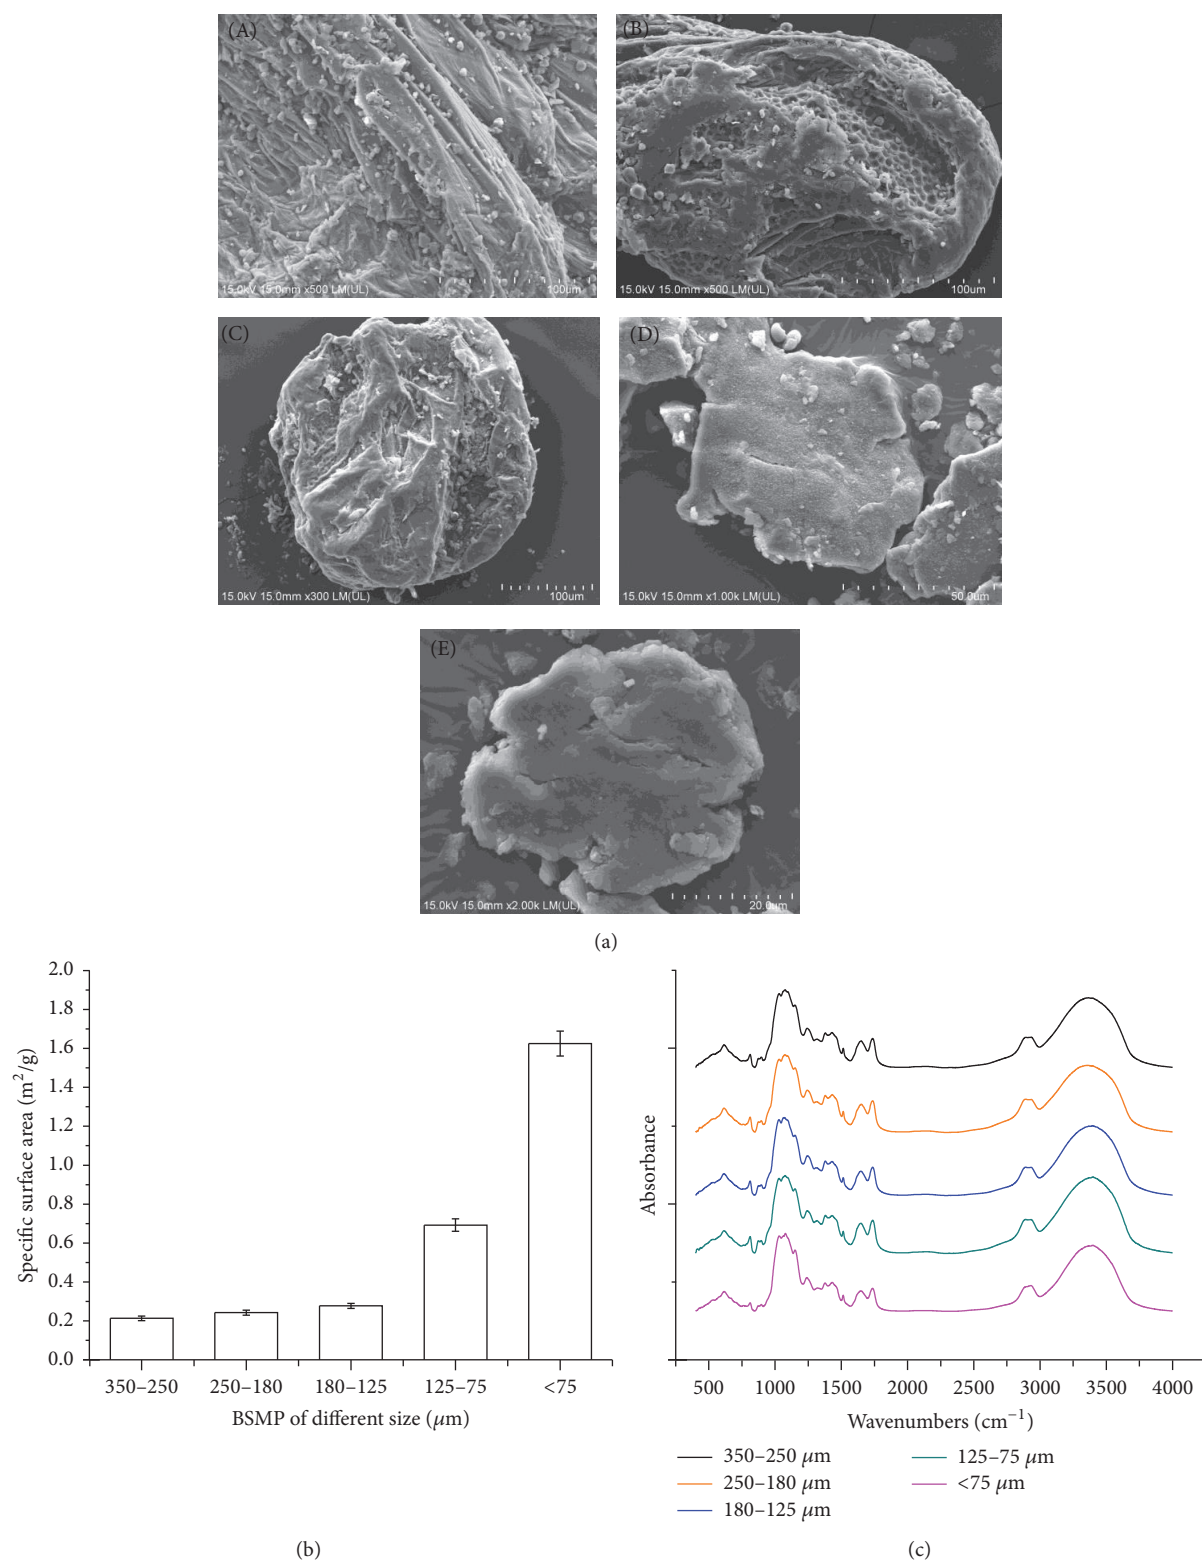 (A)
15.0kV 15.0mm x500 LM(UL)
100um
(B)
15.0kV 15.0mm x500 LM(UL)
100um
(C)
15.0kV 15.0mm x300 LM(UL)
100um
(D)
15.0kV 15.0mm x1.00k LM(UL)
50.0um
(E)
15.0kV 15.0mm x2.00k LM(UL)
20.0um
(a)
2.0
1.8
1.6
1.4
1.2
1.0
0.8
0.6
0.4
0.2
0.0
Specific surface area (m²/g)
350–250
250–180
180–125
125–75
<75
BSMP of different size (μm)
(b)
Absorbance
500
1000
1500
2000
2500
3000
3500
4000
Wavenumbers (cm⁻¹)
350–250 μm
250–180 μm
180–125 μm
125–75 μm
<75 μm
(c)